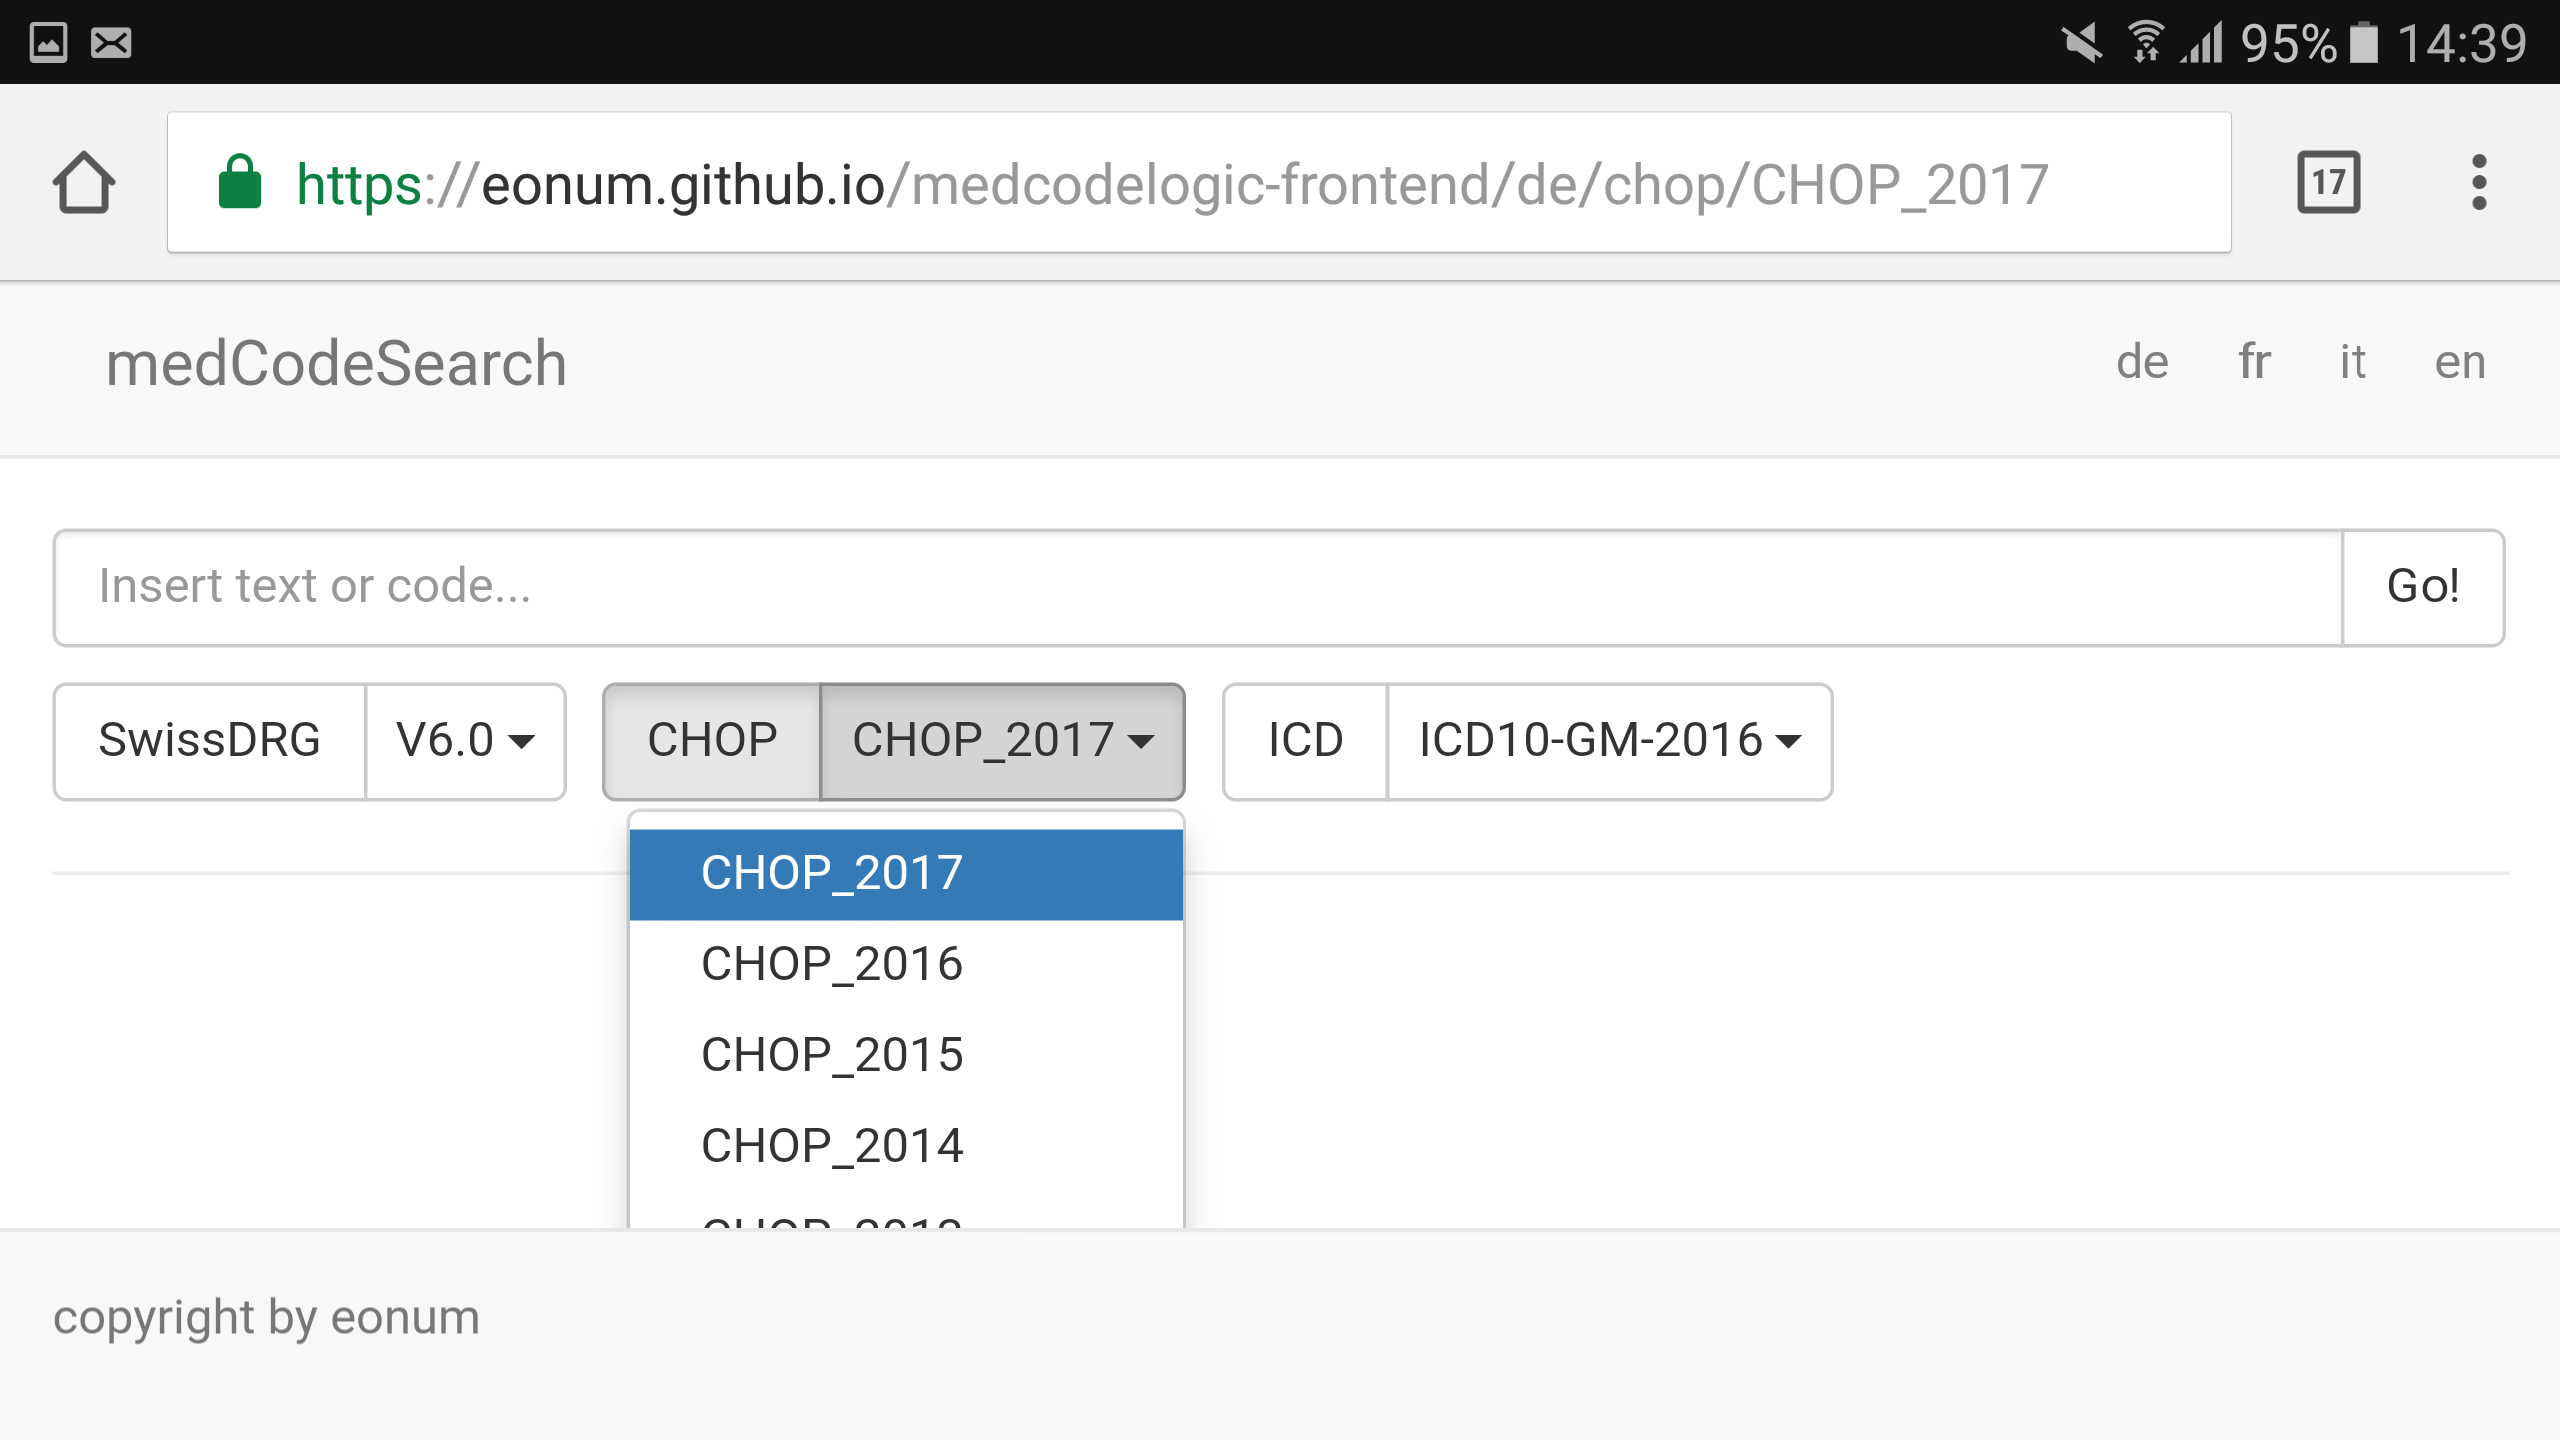 95% 14:39
https://eonum.github.io/medcodelogic-frontend/de/chop/CHOP_2017
17
medCodeSearch de fr it en
Insert text or code... Go!
SwissDRG V6.0 CHOP CHOP_2017 ICD ICD10-GM-2016
CHOP_2017
CHOP_2016
CHOP_2015
CHOP_2014
copyright by eonum